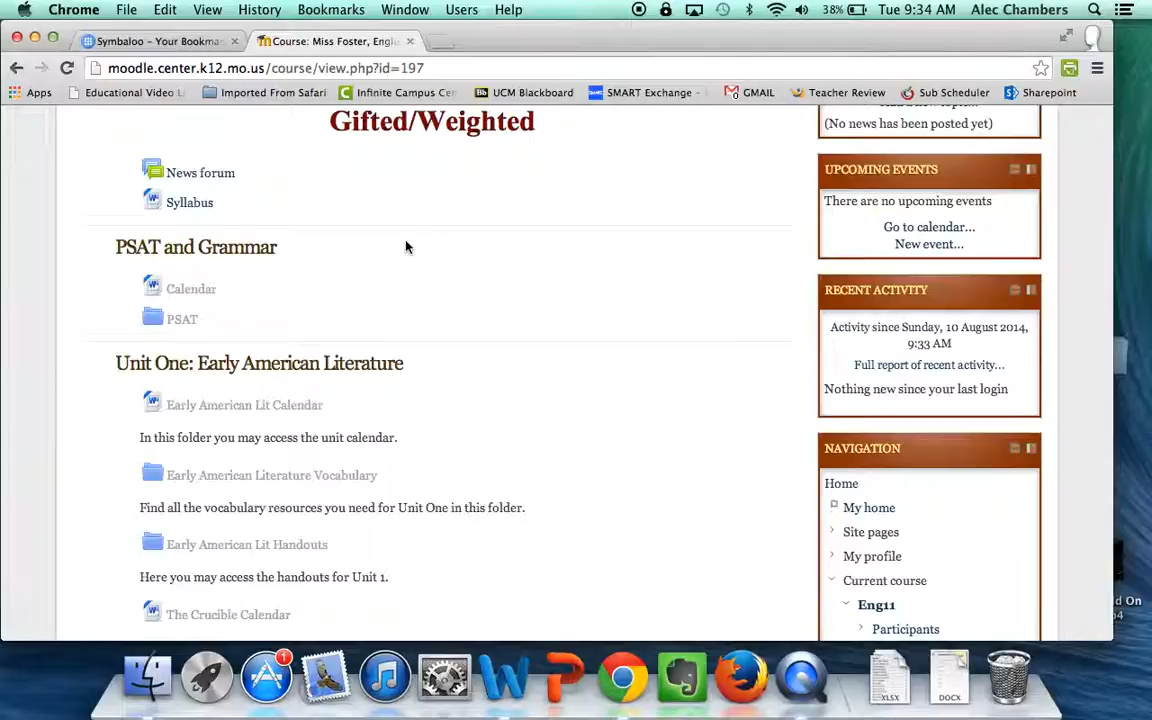 Chrome File Edit View History Bookmarks Window Users Help 38% Tue 9:34 AM Alec Chambers
Symbaloo - Your Bookma
Course: Miss Foster, Engl
moodle.center.k12.mo.us/course/view.php?id=197
Apps Educational Video Li Imported From Safari Infinite Campus Cen UCM Blackboard SMART Exchange - GMAIL Teacher Review Sub Scheduler Sharepoint
Gifted/Weighted
News forum
Syllabus
PSAT and Grammar
Calendar
PSAT
Unit One: Early American Literature
Early American Lit Calendar
In this folder you may access the unit calendar.
Early American Literature Vocabulary
Find all the vocabulary resources you need for Unit One in this folder.
Early American Lit Handouts
Here you may access the handouts for Unit 1.
The Crucible Calendar
(No news has been posted yet)
UPCOMING EVENTS
There are no upcoming events
Go to calendar...
New event...
RECENT ACTIVITY
Activity since Sunday, 10 August 2014,
9:33 AM
Full report of recent activity...
Nothing new since your last login
NAVIGATION
Home
My home
Site pages
My profile
Current course
Eng11
Participants
d On
1
XLSX
DOCX